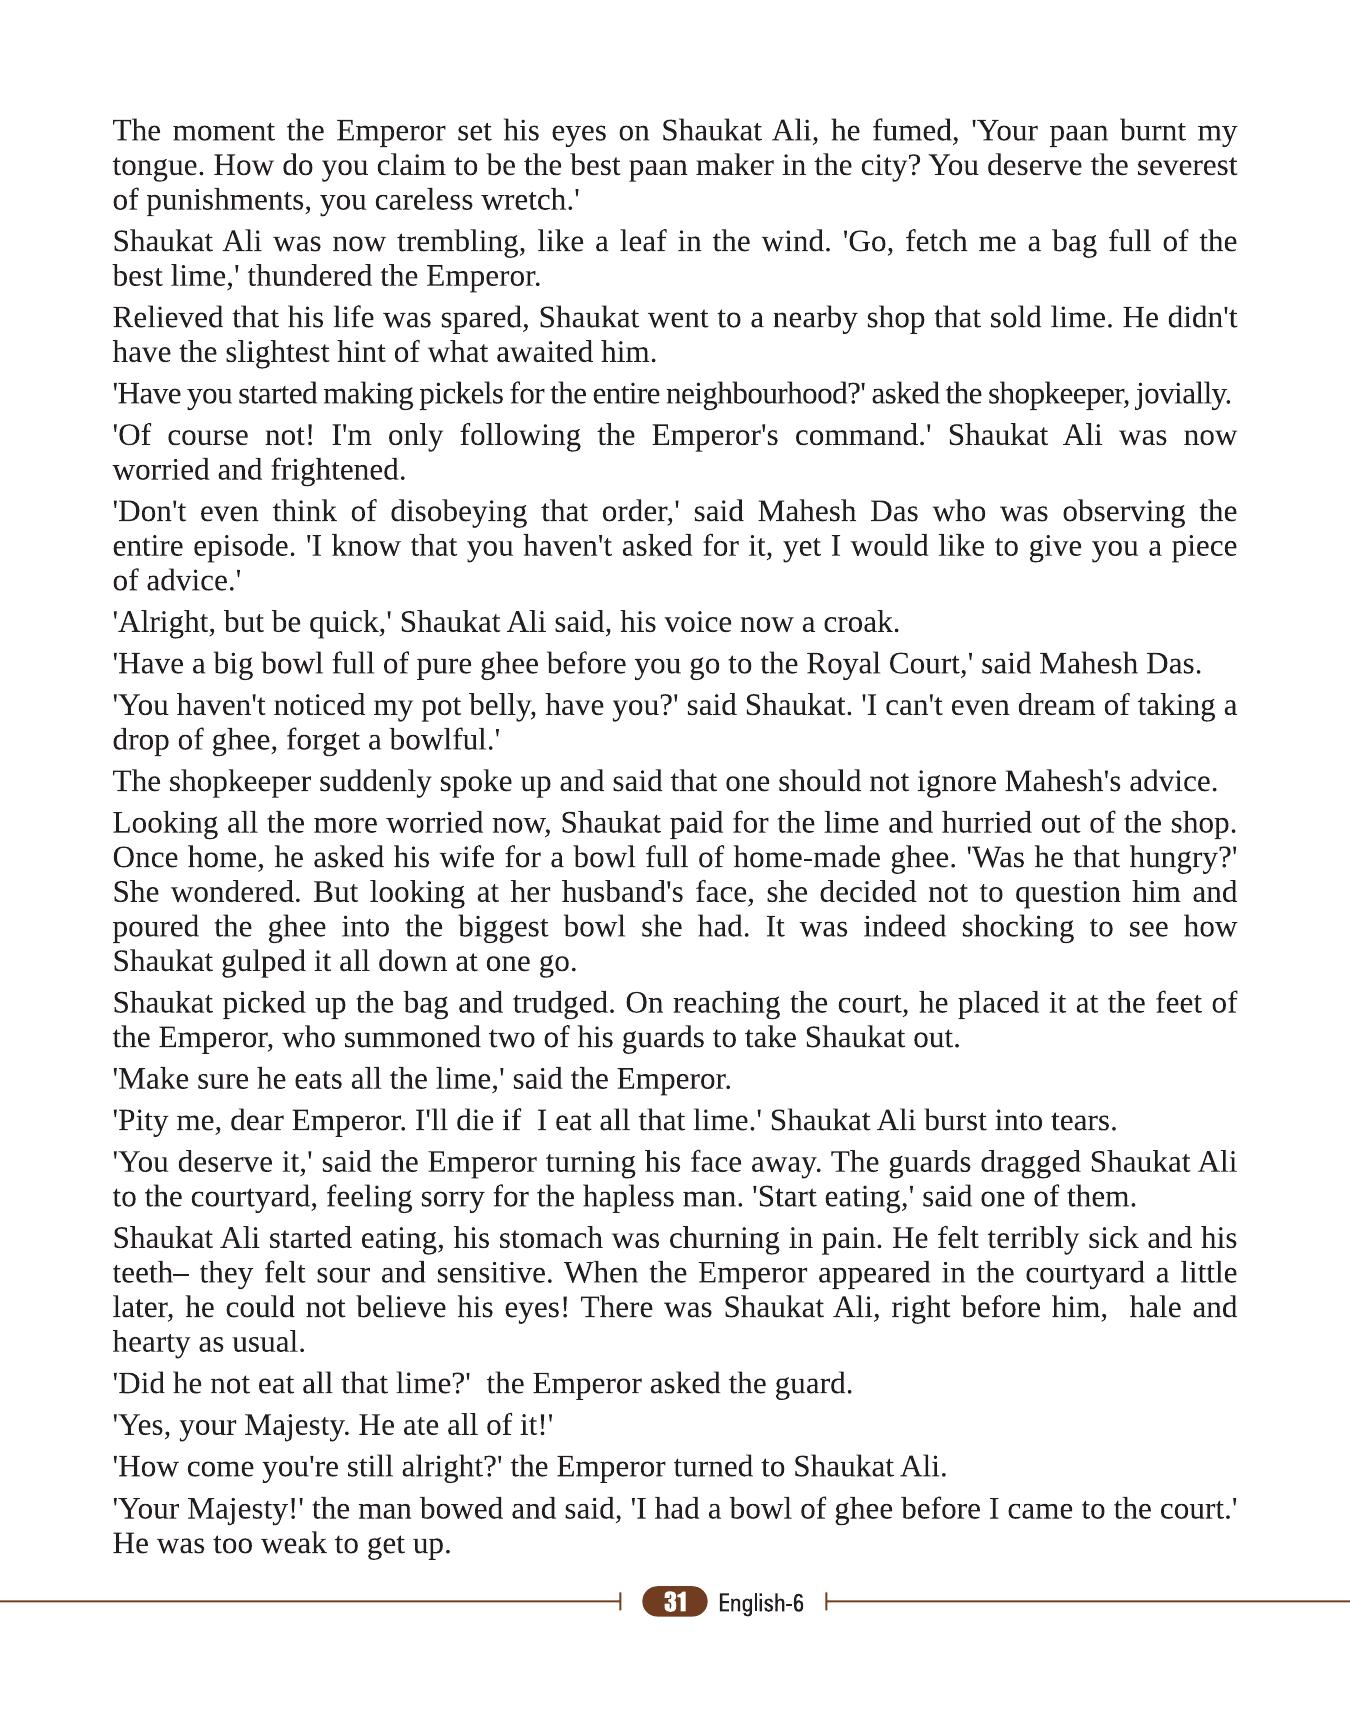 The moment the Emperor set his eyes on Shaukat Ali, he fumed, 'Your paan burnt my
tongue. How do you claim to be the best paan maker in the city? You deserve the severest
of punishments, you careless wretch.'
Shaukat Ali was now trembling, like a leaf in the wind. 'Go, fetch me a bag full of the
best lime,' thundered the Emperor.
Relieved that his life was spared, Shaukat went to a nearby shop that sold lime. He didn't
have the slightest hint of what awaited him.
'Have you started making pickels for the entire neighbourhood?' asked the shopkeeper, jovially.
'Of course not! I'm only following the Emperor's command.' Shaukat Ali was now
worried and frightened.
'Don't even think of disobeying that order,' said Mahesh Das who was observing the
entire episode. 'I know that you haven't asked for it, yet I would like to give you a piece
of advice.'
'Alright, but be quick,' Shaukat Ali said, his voice now a croak.
'Have a big bowl full of pure ghee before you go to the Royal Court,' said Mahesh Das.
'You haven't noticed my pot belly, have you?' said Shaukat. 'I can't even dream of taking a
drop of ghee, forget a bowlful.'
The shopkeeper suddenly spoke up and said that one should not ignore Mahesh's advice.
Looking all the more worried now, Shaukat paid for the lime and hurried out of the shop.
Once home, he asked his wife for a bowl full of home-made ghee. 'Was he that hungry?'
She wondered. But looking at her husband's face, she decided not to question him and
poured the ghee into the biggest bowl she had. It was indeed shocking to see how
Shaukat gulped it all down at one go.
Shaukat picked up the bag and trudged. On reaching the court, he placed it at the feet of
the Emperor, who summoned two of his guards to take Shaukat out.
'Make sure he eats all the lime,' said the Emperor.
'Pity me, dear Emperor. I'll die if  I eat all that lime.' Shaukat Ali burst into tears.
'You deserve it,' said the Emperor turning his face away. The guards dragged Shaukat Ali
to the courtyard, feeling sorry for the hapless man. 'Start eating,' said one of them.
Shaukat Ali started eating, his stomach was churning in pain. He felt terribly sick and his
teeth– they felt sour and sensitive. When the Emperor appeared in the courtyard a little
later, he could not believe his eyes! There was Shaukat Ali, right before him,  hale and
hearty as usual.
'Did he not eat all that lime?'  the Emperor asked the guard.
'Yes, your Majesty. He ate all of it!'
'How come you're still alright?' the Emperor turned to Shaukat Ali.
'Your Majesty!' the man bowed and said, 'I had a bowl of ghee before I came to the court.'
He was too weak to get up.
31 English-6